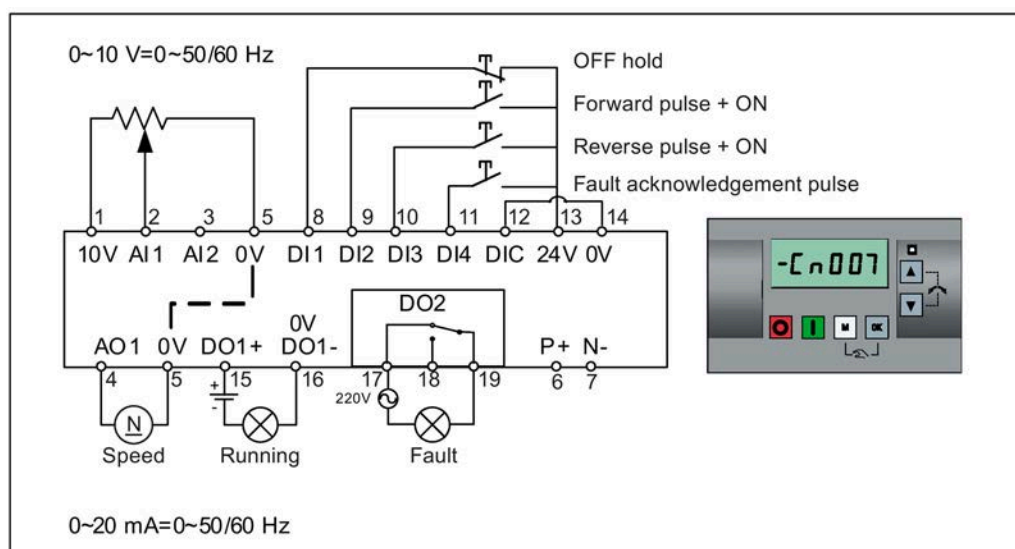 0~10 V=0~50/60 Hz
OFF hold
Forward pulse + ON
Reverse pulse + ON
Fault acknowledgement pulse
1 2 3 5 8 9 10 11 12 13 14
10V AI1 AI2 0V DI1 DI2 DI3 DI4 DIC 24V 0V
-Cn007
DO2
0V
AO1 0V DO1+ DO1- P+ N-
M OK
4 5 15 16 17 18 19 6 7
+
-
220V
N
Speed Running Fault
0~20 mA=0~50/60 Hz